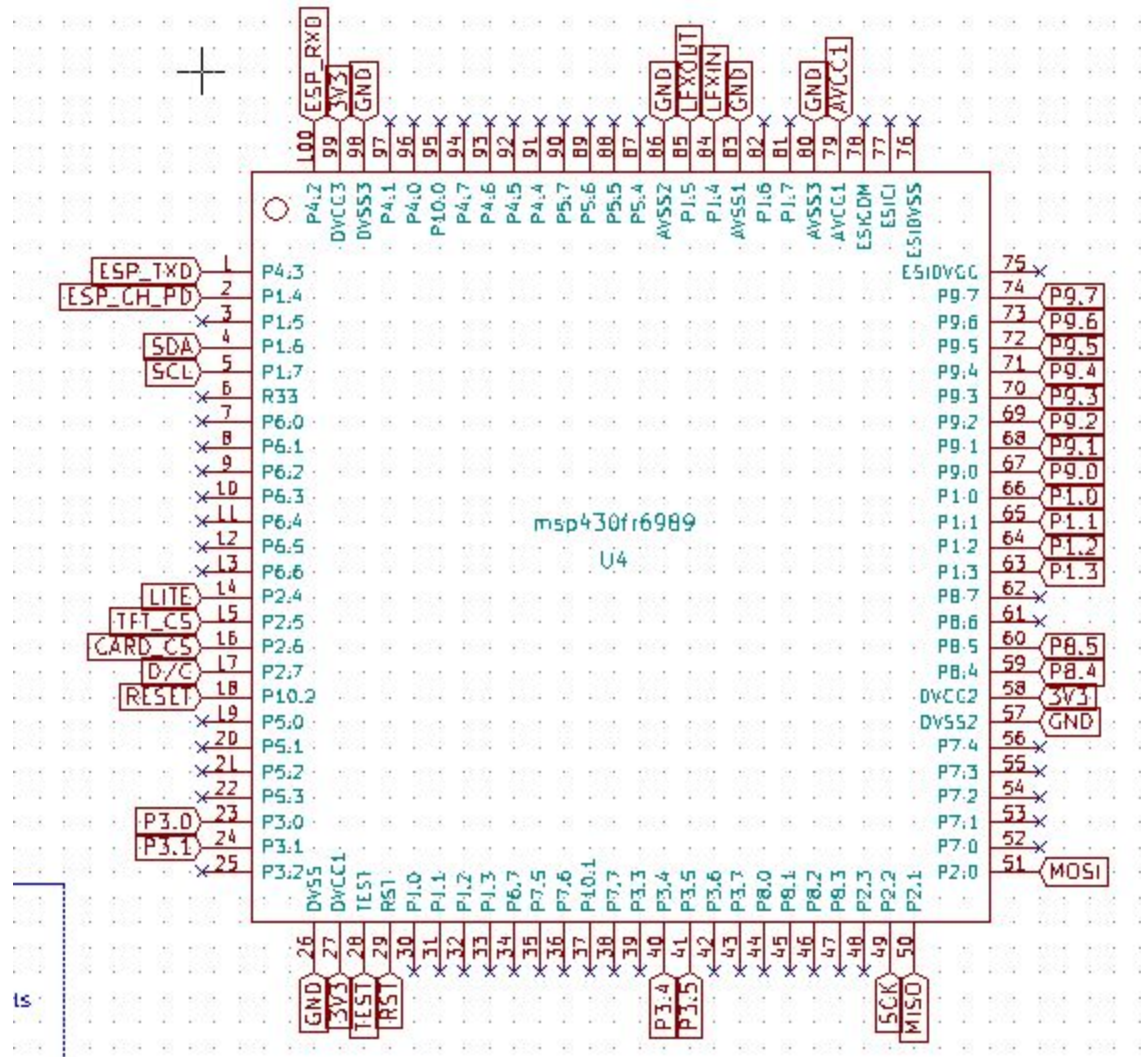 ESP_RXD
3V3
GND
GND
LFXOUT
LFXIN
GND
GND
AVCC1
100 99 98 97 96 95 94 93 92 91 90 89 88 87 86 85 84 83 82 81 80 79 78 77 76
P4.2 DVCC3 DVSS3 P4.1 P4.0 P10.0 P4.7 P4.6 P4.5 P4.4 P5.7 P5.6 P5.5 P5.4 AVSS2 PJ.5 PJ.4 AVSS1 PJ.6 PJ.7 AVSS3 AVCC1 ESICOM ESICI ESIDVSS
ESP_TXD 1 P4.3
ESP_CH_PD 2 P1.4
3 P1.5
SDA 4 P1.6
SCL 5 P1.7
6 R33
7 P6.0
8 P6.1
9 P6.2
10 P6.3
11 P6.4
12 P6.5
13 P6.6
LITE 14 P2.4
TFT_CS 15 P2.5
CARD_CS 16 P2.6
D/C 17 P2.7
RESET 18 P10.2
19 P5.0
20 P5.1
21 P5.2
22 P5.3
P3.0 23 P3.0
P3.1 24 P3.1
25 P3.2
msp430fr6989
U4
ESIDVCC 75
P9.7 74 P9.7
P9.6 73 P9.6
P9.5 72 P9.5
P9.4 71 P9.4
P9.3 70 P9.3
P9.2 69 P9.2
P9.1 68 P9.1
P9.0 67 P9.0
P1.0 66 P1.0
P1.1 65 P1.1
P1.2 64 P1.2
P1.3 63 P1.3
P8.7 62
P8.6 61
P8.5 60 P8.5
P8.4 59 P8.4
DVCC2 58 3V3
DVSS2 57 GND
P7.4 56
P7.3 55
P7.2 54
P7.1 53
P7.0 52
P2.0 51 MOSI
DVSS DVCC1 TEST RST PJ.0 PJ.1 PJ.2 PJ.3 P6.7 P7.5 P7.6 P10.1 P7.7 P3.3 P3.4 P3.5 P3.6 P3.7 P8.0 P8.1 P8.2 P8.3 P2.3 P2.2 P2.1
26 27 28 29 30 31 32 33 34 35 36 37 38 39 40 41 42 43 44 45 46 47 48 49 50
GND
3V3
TEST
RST
P3.4
P3.5
SCK
MISO
ts